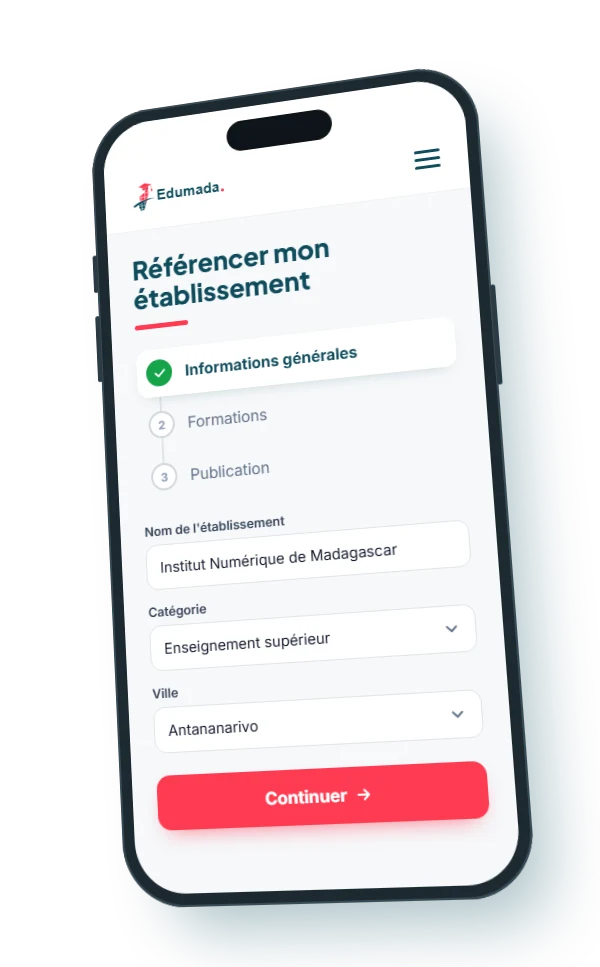 Edumada.
Référencer mon
établissement
Informations générales
2 Formations
3 Publication
Nom de l'établissement
Institut Numérique de Madagascar
Catégorie
Enseignement supérieur
Ville
Antananarivo
Continuer →